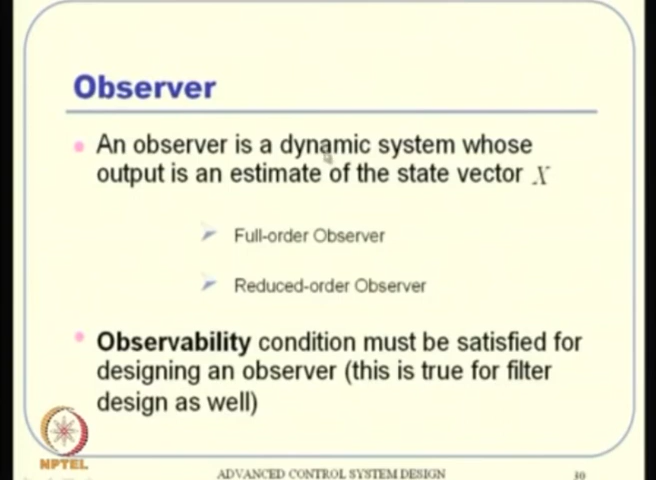 Observer
An observer is a dynamic system whose
output is an estimate of the state vector X
Full-order Observer
Reduced-order Observer
Observability condition must be satisfied for
designing an observer (this is true for filter
design as well)
NPTEL
ADVANCED CONTROL SYSTEM DESIGN
30